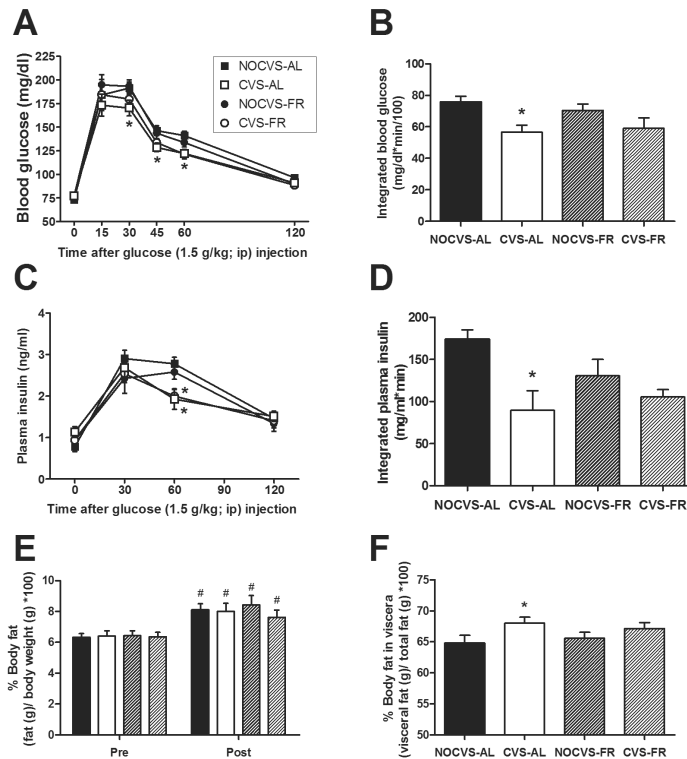 A
Blood glucose (mg/dl)
225
200
175
150
125
100
75
50
NOCVS-AL
CVS-AL
NOCVS-FR
CVS-FR
*
*
*
0
15
30
45
60
120
Time after glucose (1.5 g/kg; ip) injection
B
Integrated blood glucose
(mg/dl*min/100)
100
80
60
40
20
0
*
NOCVS-AL
CVS-AL
NOCVS-FR
CVS-FR
C
Plasma insulin (ng/ml)
4
3
2
1
0
*
*
0
30
60
90
120
Time after glucose (1.5 g/kg; ip) injection
D
Integrated plasma insulin
(mg/ml*min)
200
150
100
50
0
*
NOCVS-AL
CVS-AL
NOCVS-FR
CVS-FR
E
% Body fat
(fat (g)/ body weight (g) *100)
10
8
6
4
2
0
#
#
#
#
Pre
Post
F
% Body fat in viscera
(visceral fat (g)/ total fat (g) *100)
75
70
65
60
55
50
*
NOCVS-AL
CVS-AL
NOCVS-FR
CVS-FR